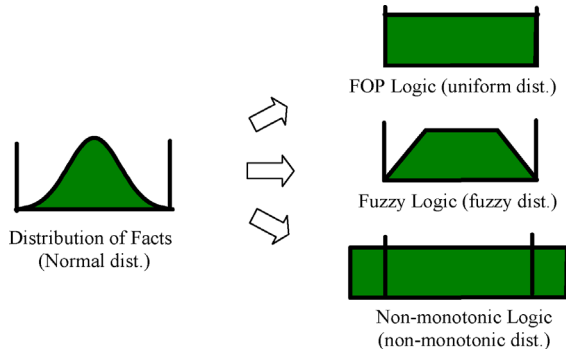 Distribution of Facts
(Normal dist.)
FOP Logic (uniform dist.)
Fuzzy Logic (fuzzy dist.)
Non-monotonic Logic
(non-monotonic dist.)